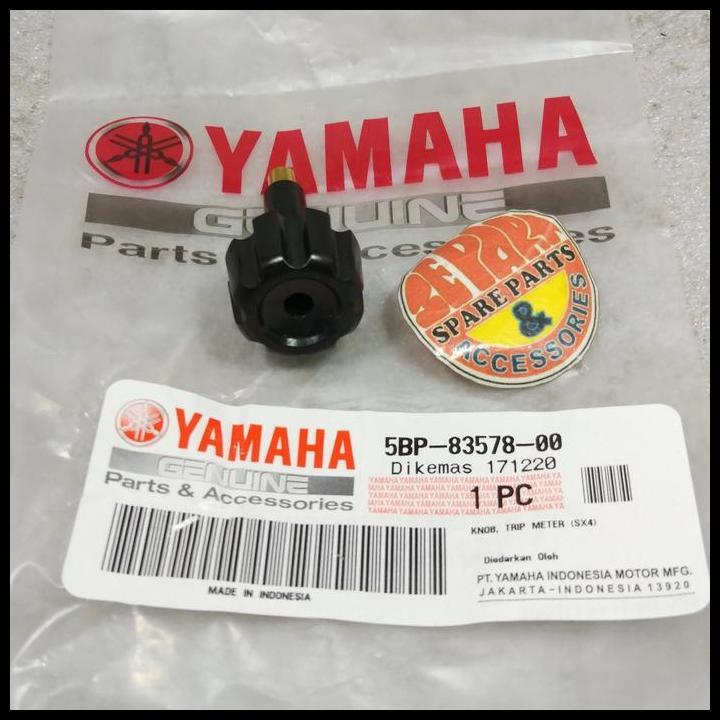 YAMAHA
GENUINE
Parts & Accessories
SEPART
SPARE PARTS
&
ACCESSORIES
YAMAHA
GENUINE
Parts & Accessories
MADE IN INDONESIA
5BP-83578-00
Dikemas 171220
1 PC
KNOB, TRIP METER (SX4)
Diedarkan Oleh
PT. YAMAHA INDONESIA MOTOR MFG.
JAKARTA-INDONESIA 13920